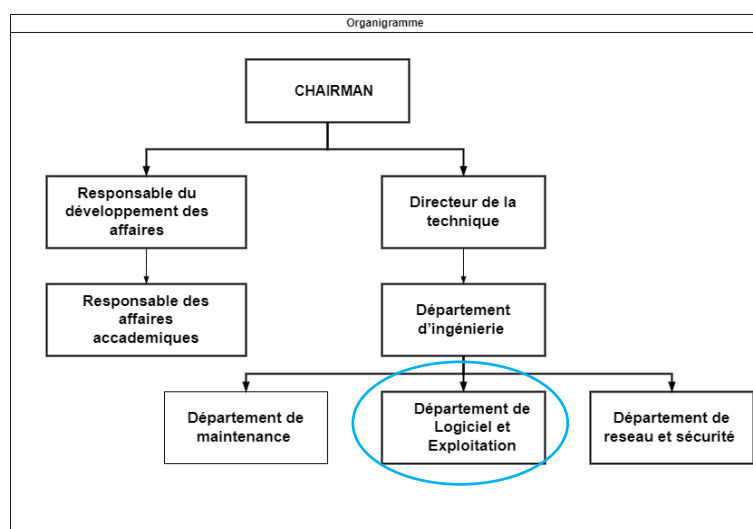 Organigramme
CHAIRMAN
Responsable du
développement des
affaires
Directeur de la
technique
Responsable des
affaires
accademiques
Département
d’ingénierie
Département de
maintenance
Département de
Logiciel et
Exploitation
Département de
reseau et sécurité